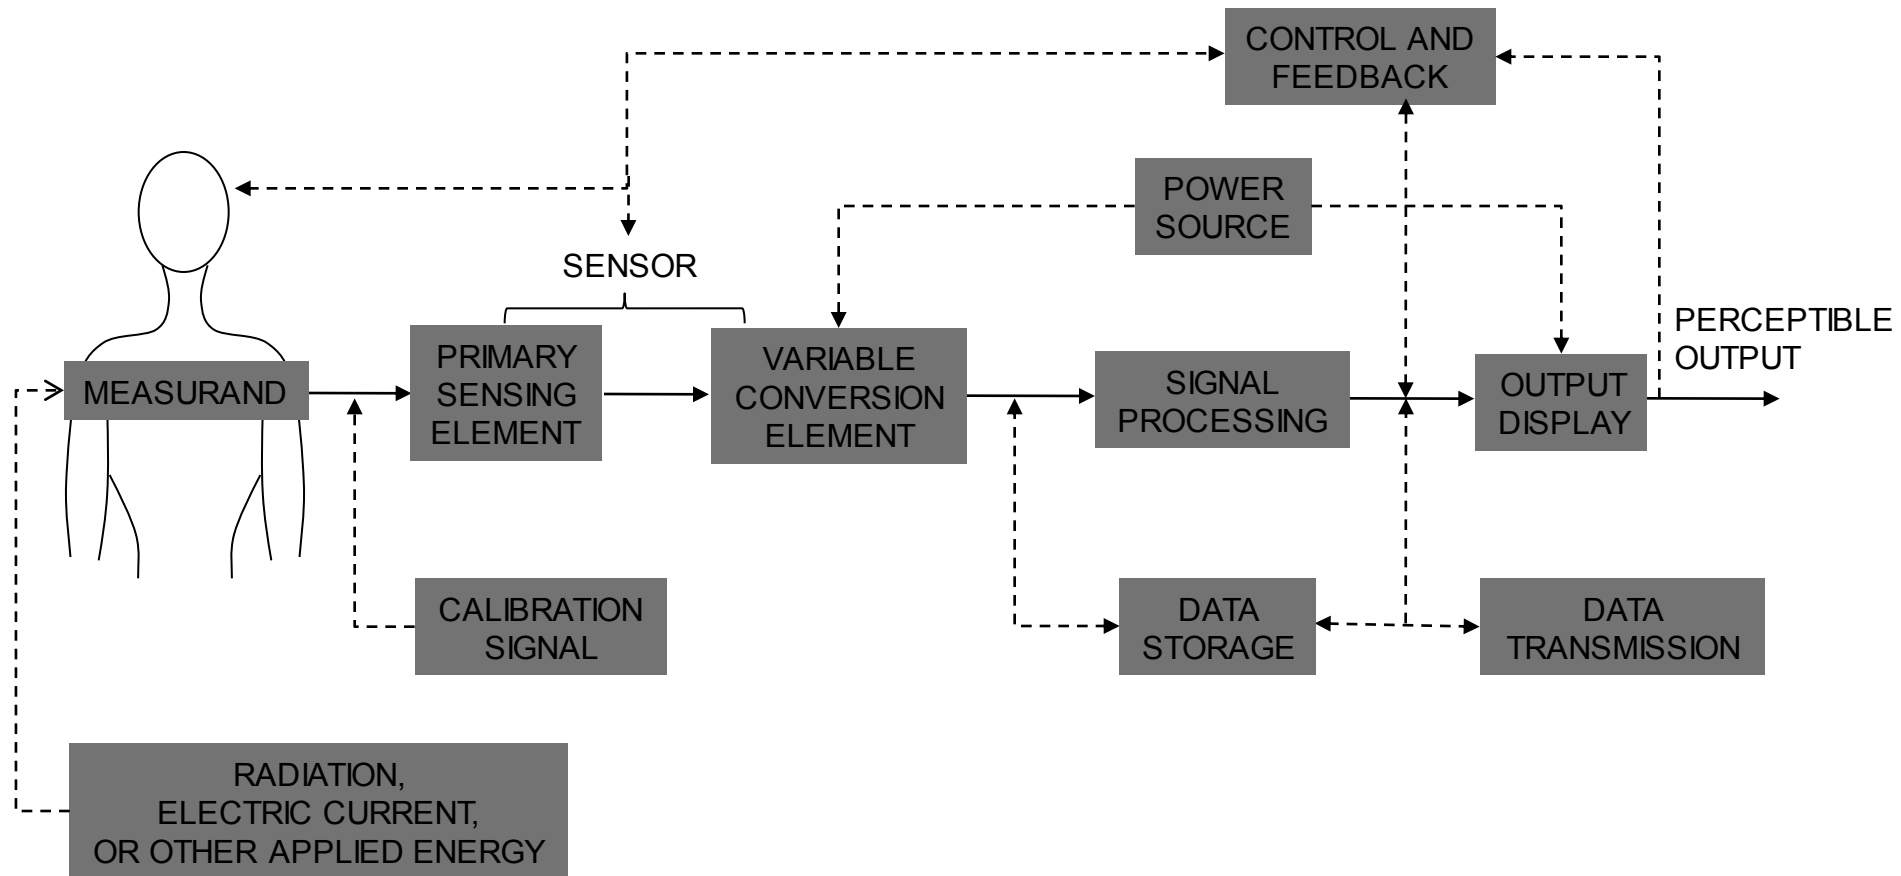 CONTROL AND
FEEDBACK
POWER
SOURCE
SENSOR
PERCEPTIBLE
OUTPUT
MEASURAND
PRIMARY
SENSING
ELEMENT
VARIABLE
CONVERSION
ELEMENT
SIGNAL
PROCESSING
OUTPUT
DISPLAY
CALIBRATION
SIGNAL
DATA
STORAGE
DATA
TRANSMISSION
RADIATION,
ELECTRIC CURRENT,
OR OTHER APPLIED ENERGY